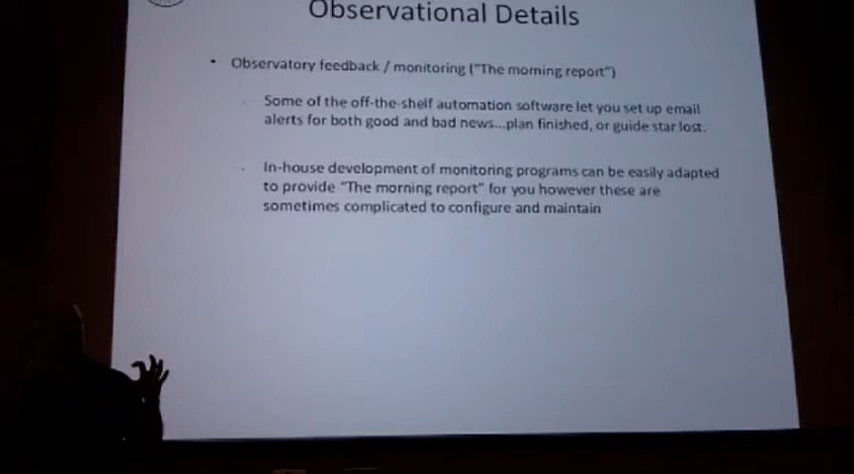 Observational Details
• Observatory feedback / monitoring ("The morning report")
Some of the off-the-shelf automation software let you set up email
alerts for both good and bad news...plan finished, or guide star lost.
In-house development of monitoring programs can be easily adapted
to provide "The morning report" for you however these are
sometimes complicated to configure and maintain